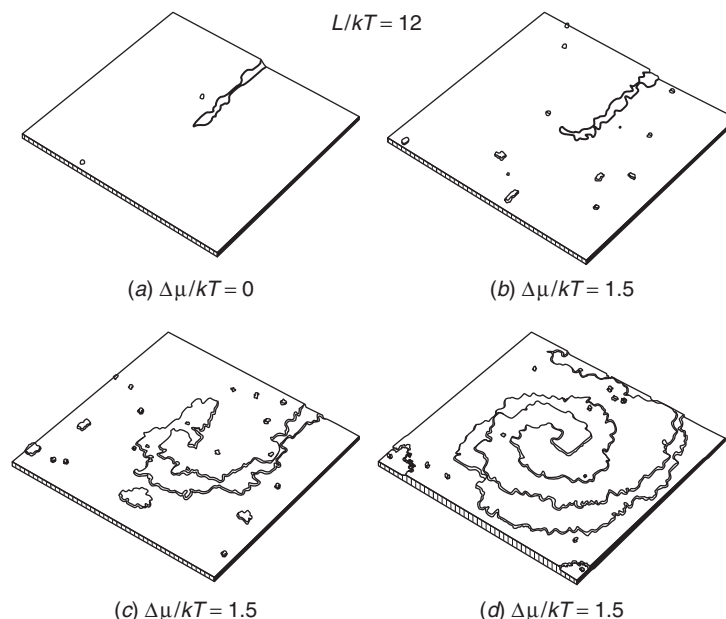 L/kT = 12
(a) Δμ/kT = 0
(b) Δμ/kT = 1.5
(c) Δμ/kT = 1.5
(d) Δμ/kT = 1.5